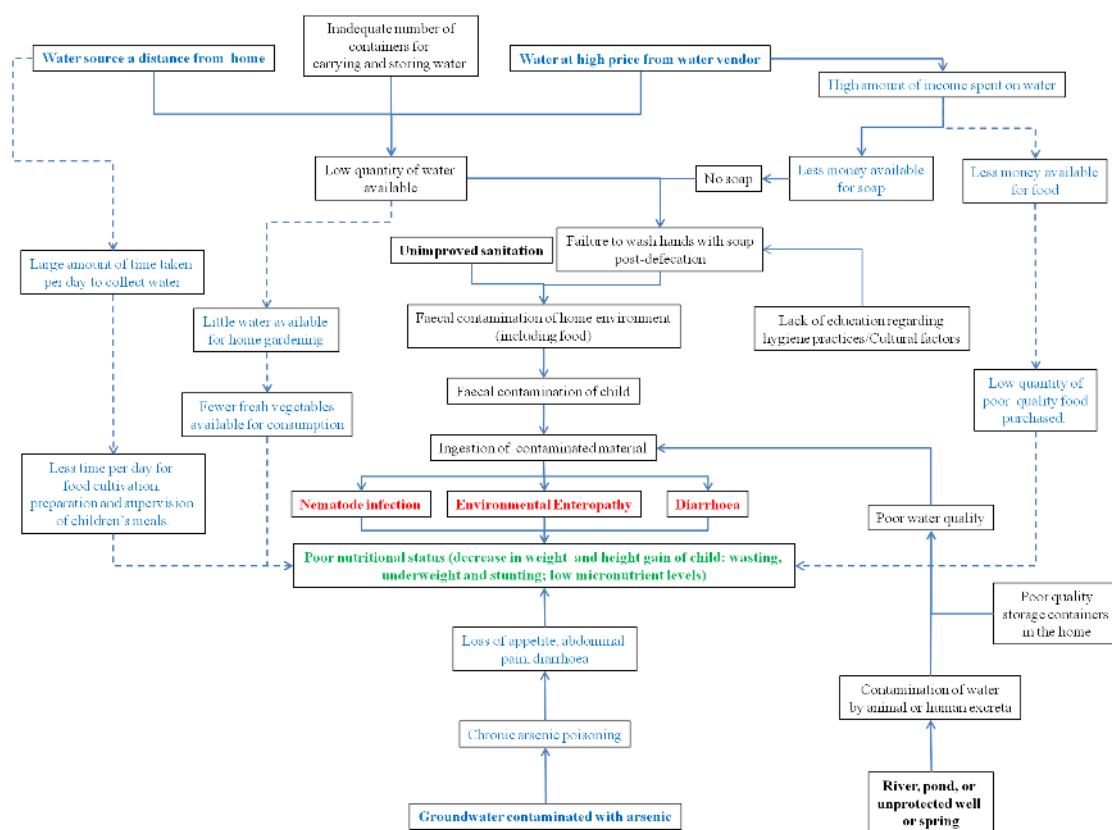 Inadequate number of
containers for
carrying and storing water
Water source a distance from home
Water at high price from water vendor
High amount of income spent on water
Low quantity of water
available
No soap
Less money available
for soap
Less money available
for food
Unimproved sanitation
Failure to wash hands with soap
post-defecation
Large amount of time taken
per day to collect water
Little water available
for home gardening
Faecal contamination of home environment
(including food)
Lack of education regarding
hygiene practices/Cultural factors
Faecal contamination of child
Fewer fresh vegetables
available for consumption
Low quantity of
poor quality food
purchased.
Ingestion of contaminated material
Less time per day for
food cultivation,
preparation and supervision
of children's meals.
Nematode infection
Environmental Enteropathy
Diarrhoea
Poor water quality
Poor nutritional status (decrease in weight and height gain of child: wasting,
underweight and stunting; low micronutrient levels)
Poor quality
storage containers
in the home
Loss of appetite, abdominal
pain, diarrhoea
Contamination of water
by animal or human excreta
Chronic arsenic poisoning
River, pond, or
unprotected well
or spring
Groundwater contaminated with arsenic